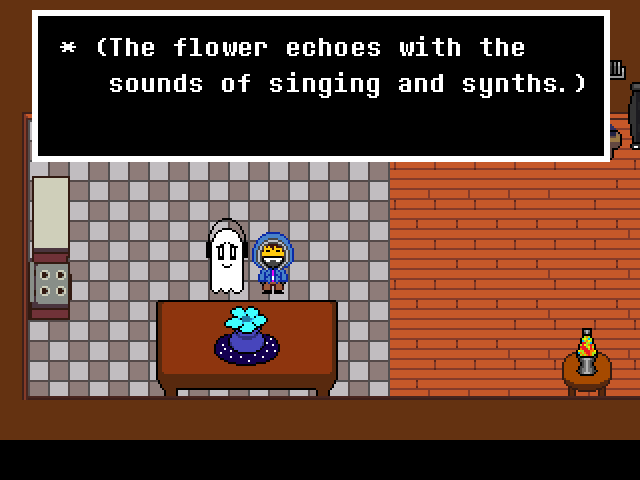 * (The flower echoes with the
sounds of singing and synths.)